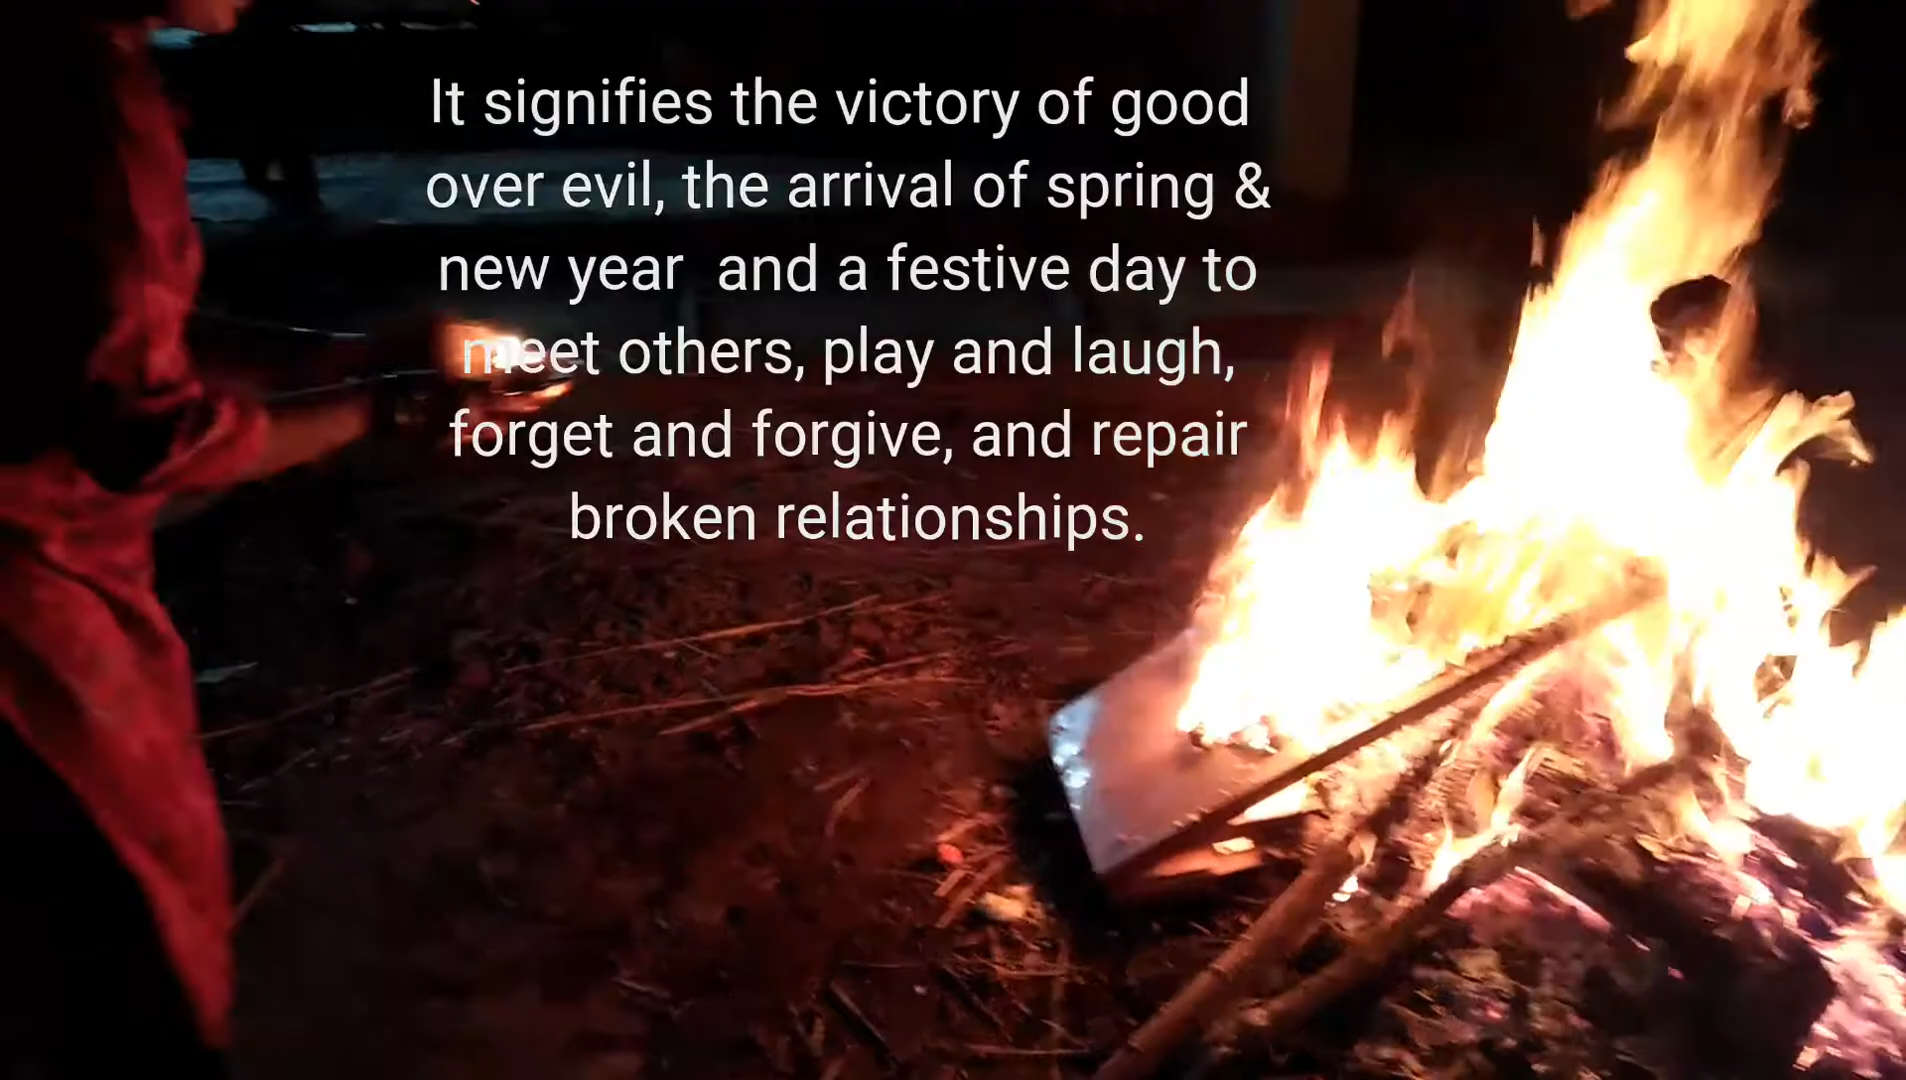 It signifies the victory of good
over evil, the arrival of spring &
new year  and a festive day to
meet others, play and laugh,
forget and forgive, and repair
broken relationships.